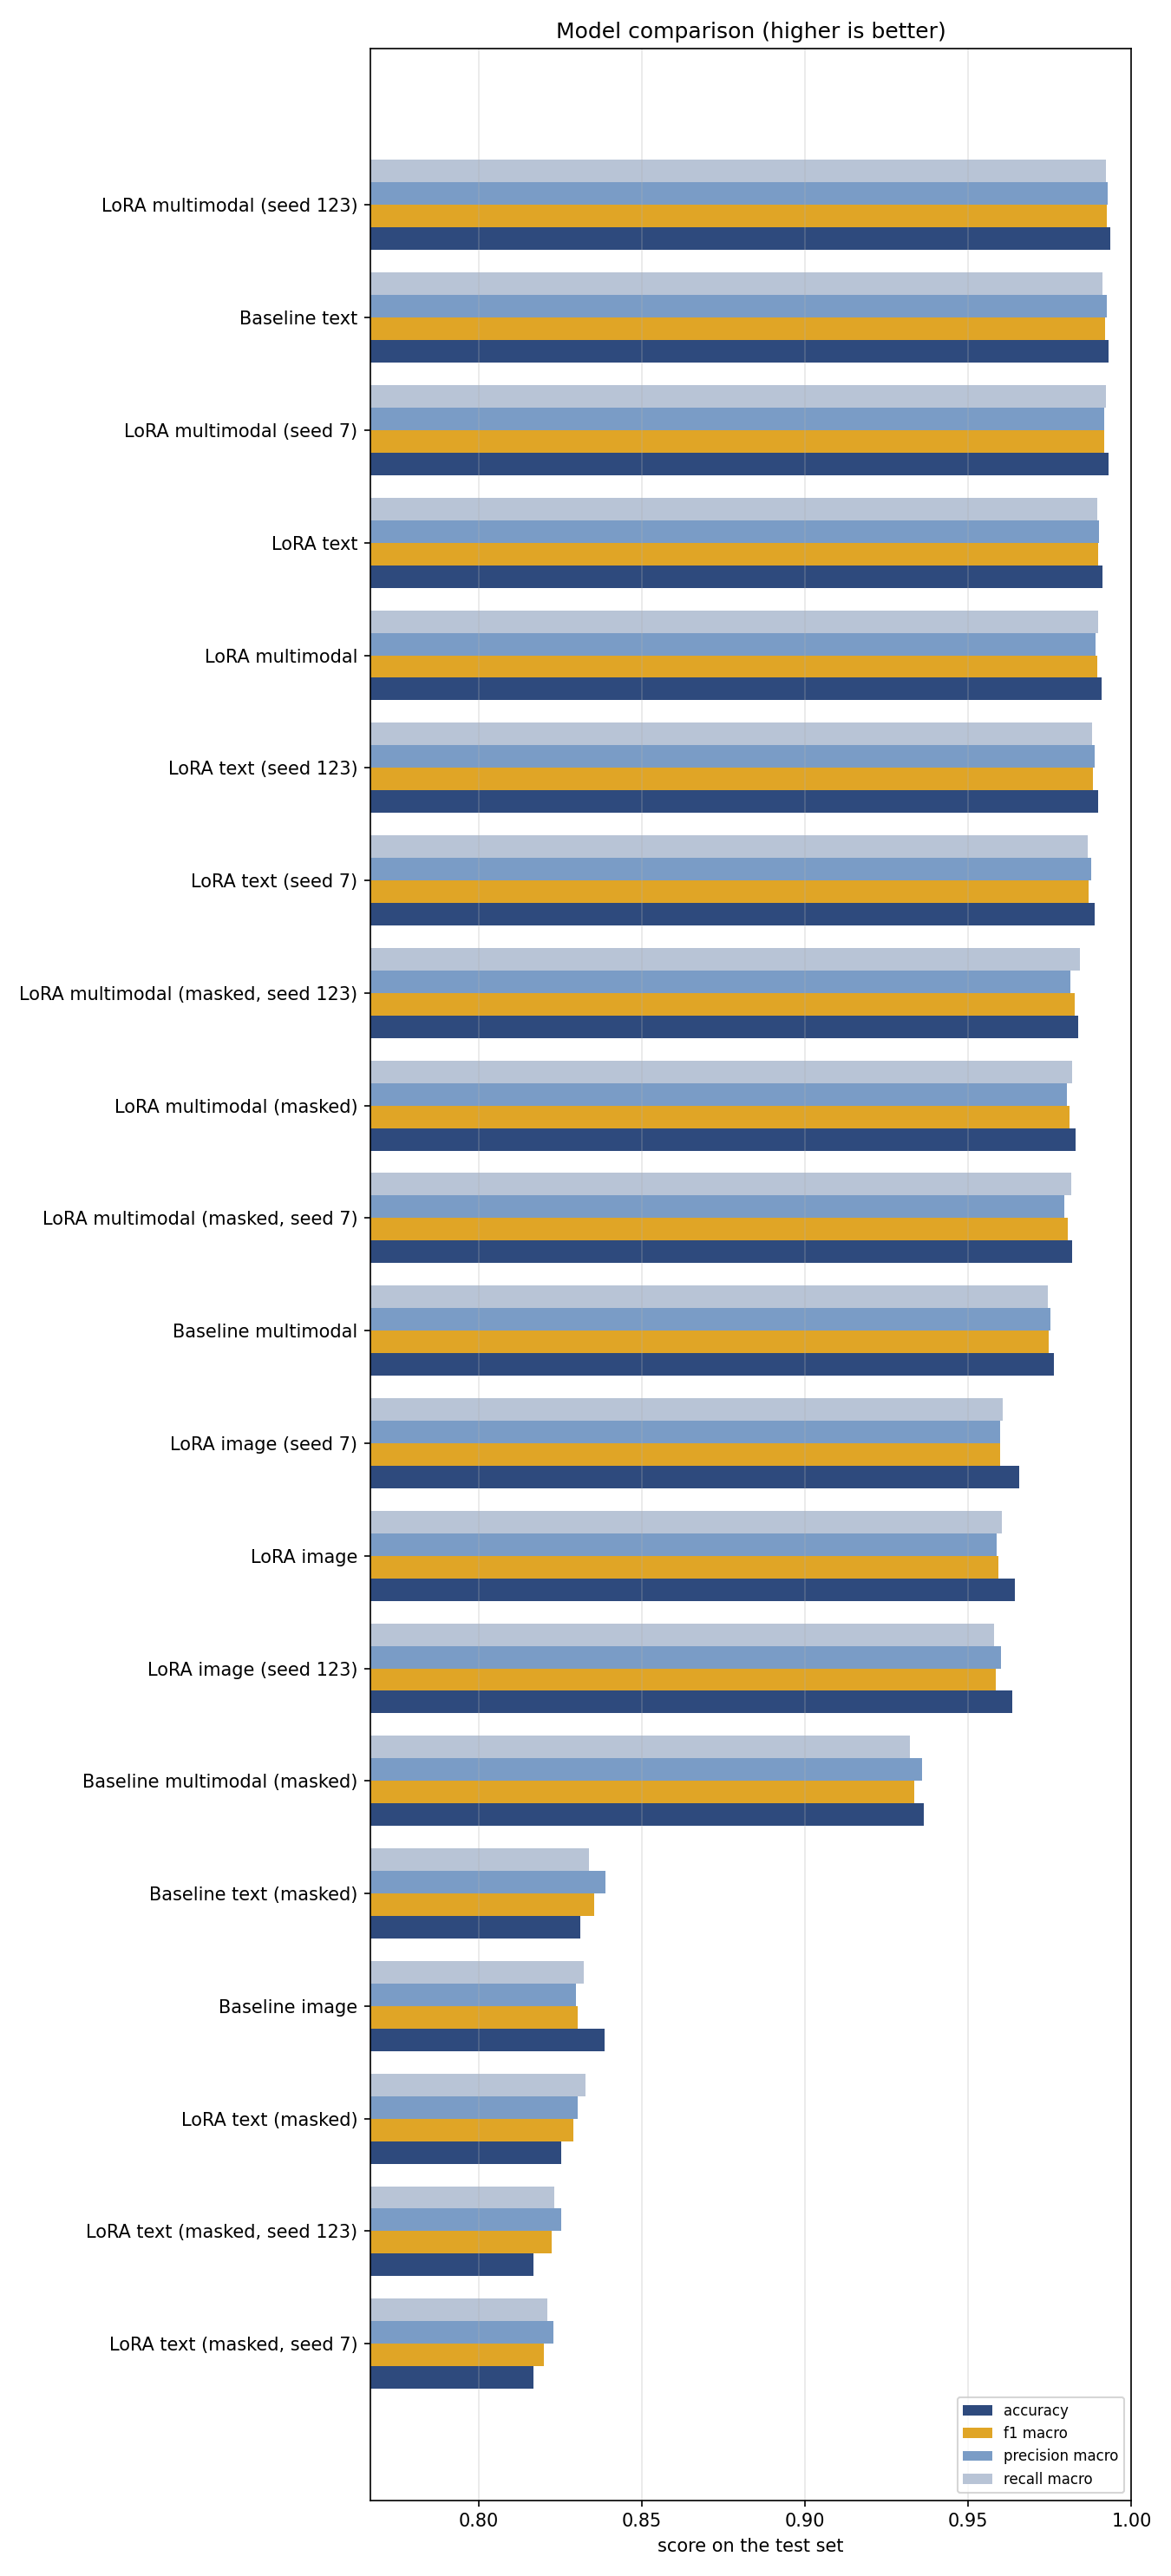 Model comparison (higher is better)
LoRA multimodal (seed 123)
Baseline text
LoRA multimodal (seed 7)
LoRA text
LoRA multimodal
LoRA text (seed 123)
LoRA text (seed 7)
LoRA multimodal (masked, seed 123)
LoRA multimodal (masked)
LoRA multimodal (masked, seed 7)
Baseline multimodal
LoRA image (seed 7)
LoRA image
LoRA image (seed 123)
Baseline multimodal (masked)
Baseline text (masked)
Baseline image
LoRA text (masked)
LoRA text (masked, seed 123)
LoRA text (masked, seed 7)
accuracy
f1 macro
precision macro
recall macro
0.80 0.85 0.90 0.95 1.00
score on the test set